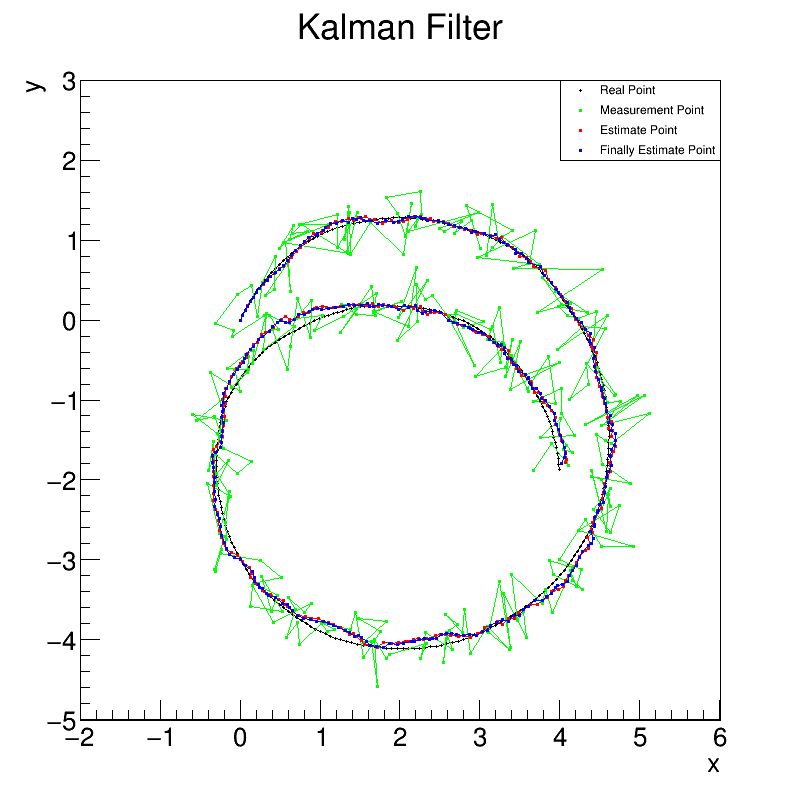 Kalman Filter
y
3
Real Point
Measurement Point
Estimate Point
Finally Estimate Point
2
1
0
−1
−2
−3
−4
−5
−2 −1 0 1 2 3 4 5 6
x